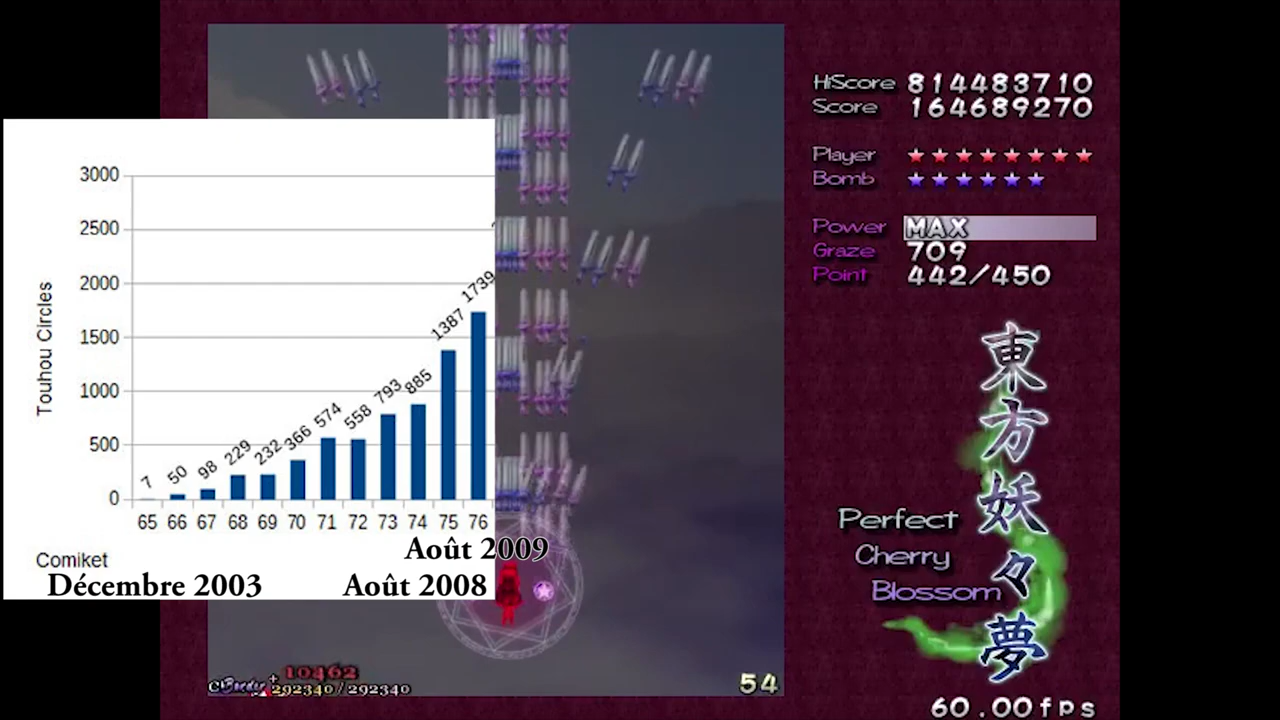 3000
2500
2000
1500
1000
500
0
Touhou Circles
7
50
98
229
232
366
574
558
793
885
1387
1739
65 66 67 68 69 70 71 72 73 74 75 76
Comiket
Août 2009
Décembre 2003
Août 2008
HiScore 814483710
Score 164689270
Player
Bomb
Power MAX
Graze 709
Point 442/450
東方妖々夢
Perfect
Cherry
Blossom
10462
292340/292340
54
60.00fps